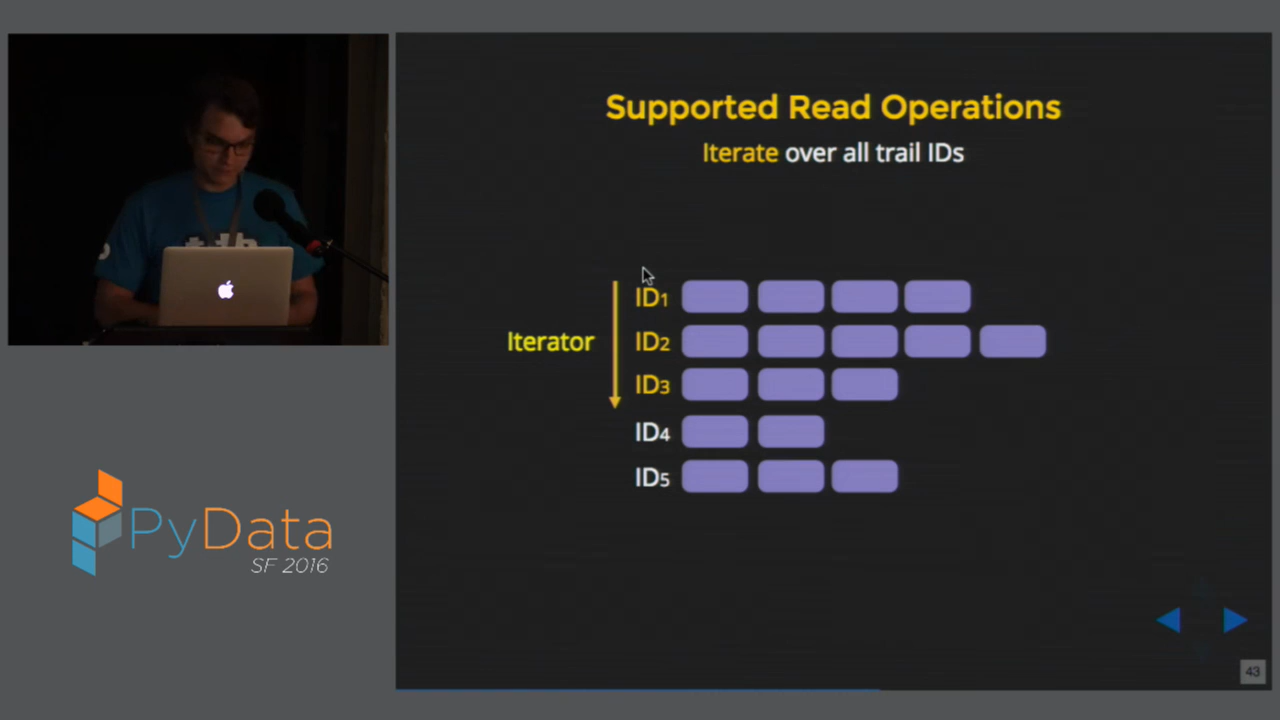 Supported Read Operations
Iterate over all trail IDs
Iterator
ID1
ID2
ID3
ID4
ID5
PyData
SF 2016
43